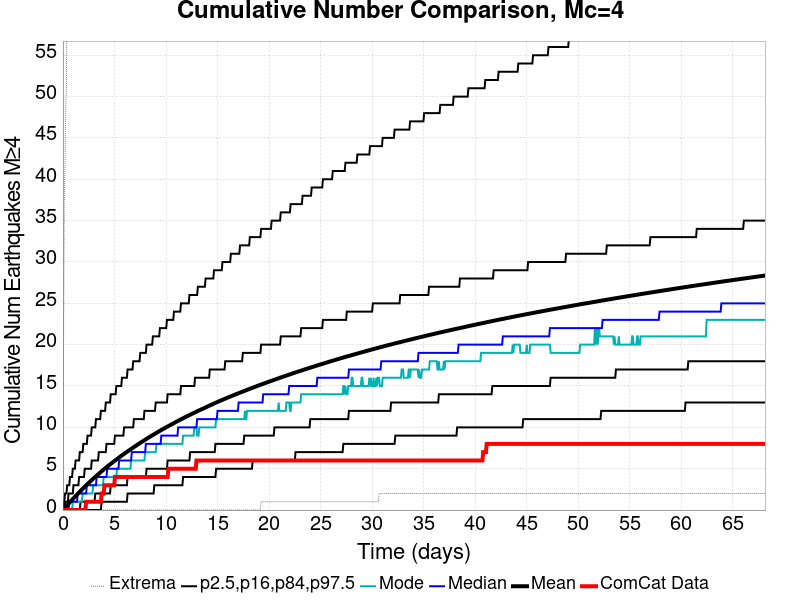 Cumulative Number Comparison, Mc=4
Cumulative Num Earthquakes M≥4
55
50
45
40
35
30
25
20
15
10
5
0
0 5 10 15 20 25 30 35 40 45 50 55 60 65
Time (days)
Extrema p2.5,p16,p84,p97.5 Mode Median Mean ComCat Data